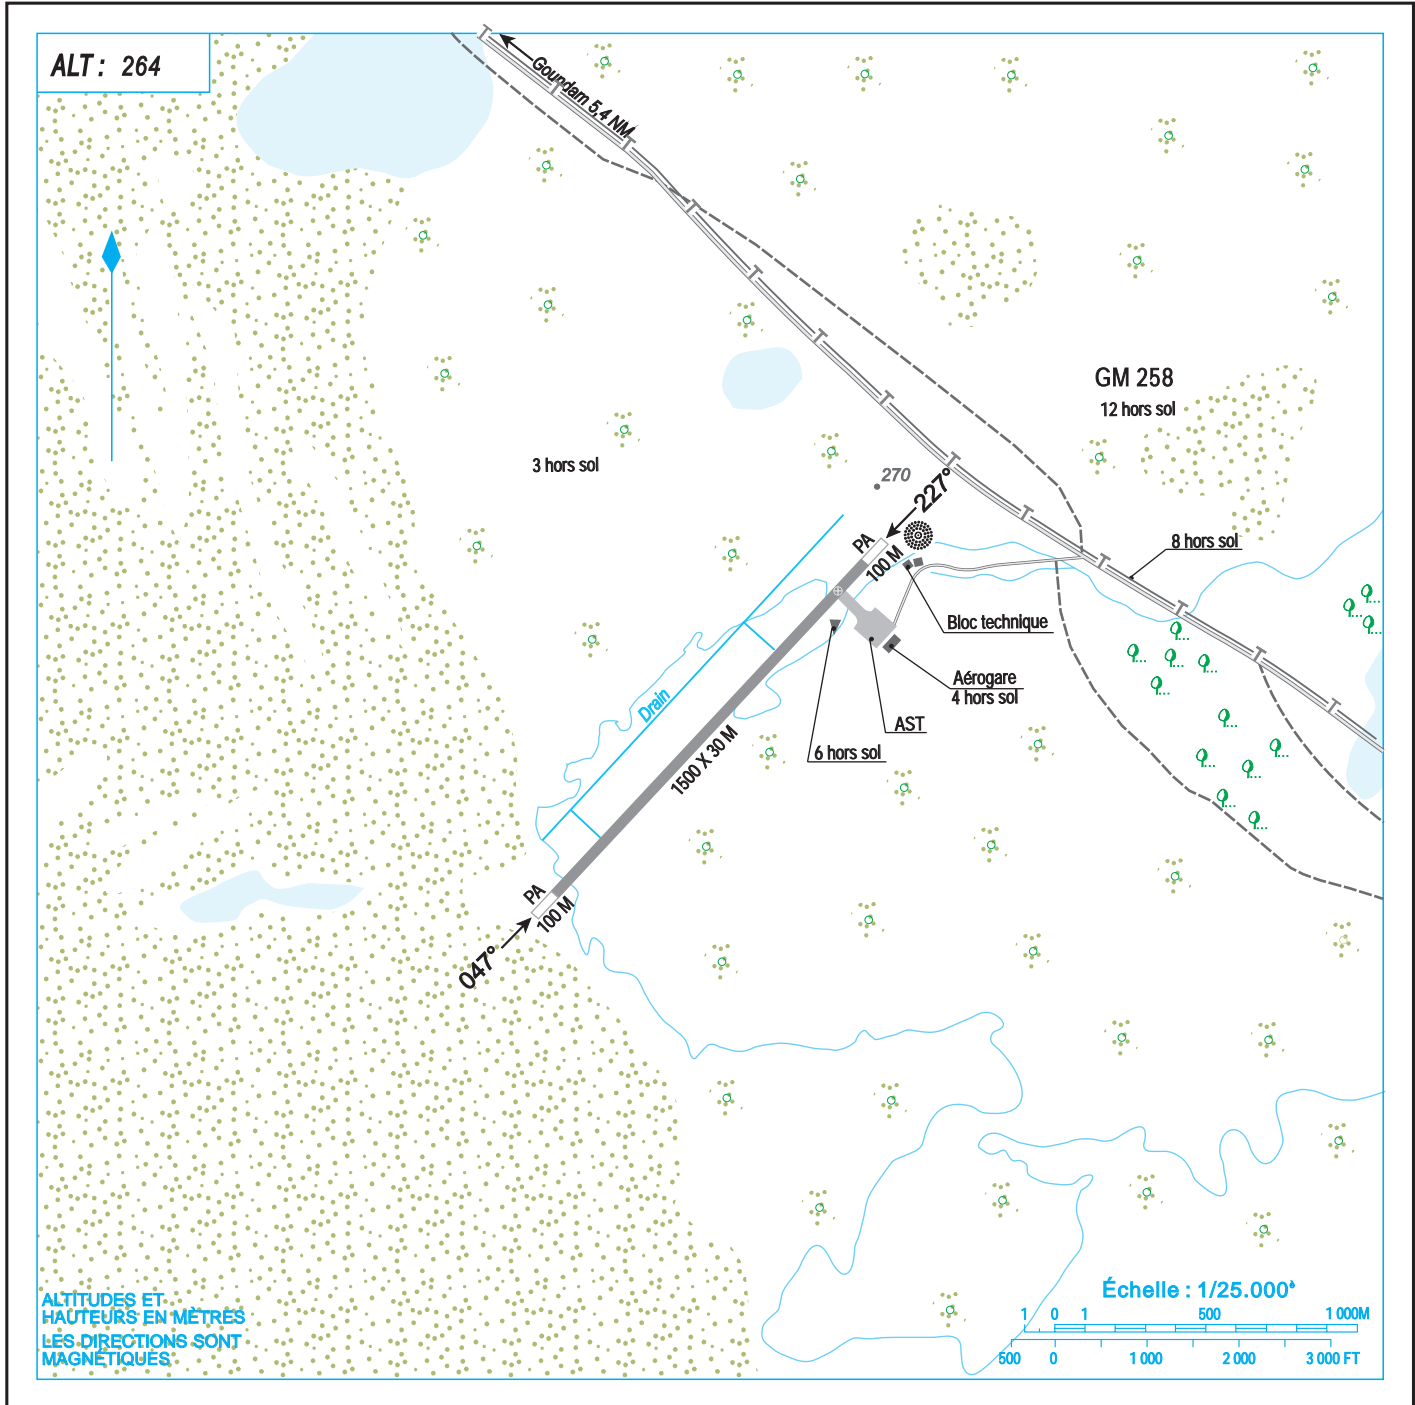 ALT : 264
Goundam 5,4 NM
GM 258
12 hors sol
3 hors sol
270
227°
PA
100 M
8 hors sol
Bloc technique
Aérogare
4 hors sol
AST
6 hors sol
Drain
1500 X 30 M
PA
100 M
047°
ALTITUDES ET
HAUTEURS EN MÈTRES
LES DIRECTIONS SONT
MAGNÉTIQUES
Échelle : 1/25.000e
1 0 1 500 1 000M
500 0 1 000 2 000 3 000 FT